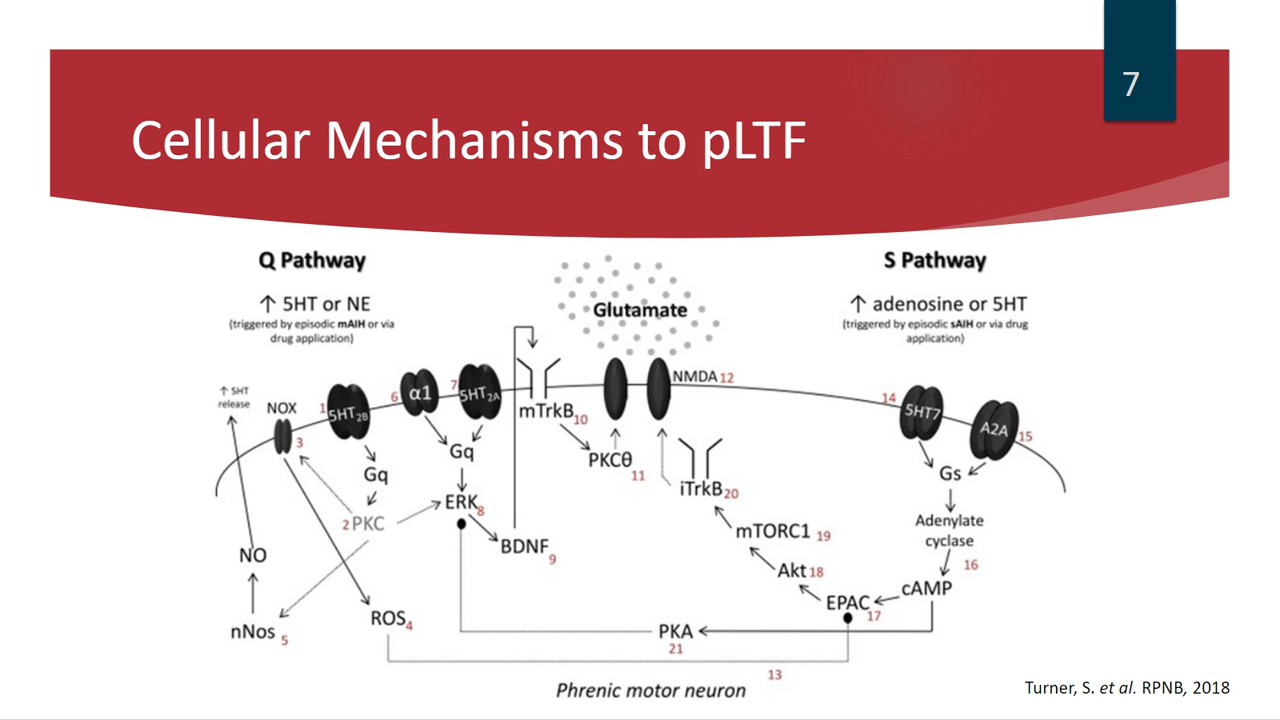 7
Cellular Mechanisms to pLTF
Q Pathway
↑ 5HT or NE
(triggered by episodic mAIH or via
drug application)
Glutamate
S Pathway
↑ adenosine or 5HT
(triggered by episodic sAIH or via drug
application)
↑ 5HT
release
NOX
3
1
5HT2B
6
α1
7
5HT2A
mTrkB10
NMDA 12
14
5HT7
A2A
15
Gq
Gq
PKCθ
11
iTrkB20
Gs
2 PKC
ERK8
BDNF 9
mTORC1 19
Adenylate
cyclase
16
NO
Akt 18
cAMP
EPAC
17
nNos 5
ROS4
PKA
21
13
Phrenic motor neuron
Turner, S. et al. RPNB, 2018